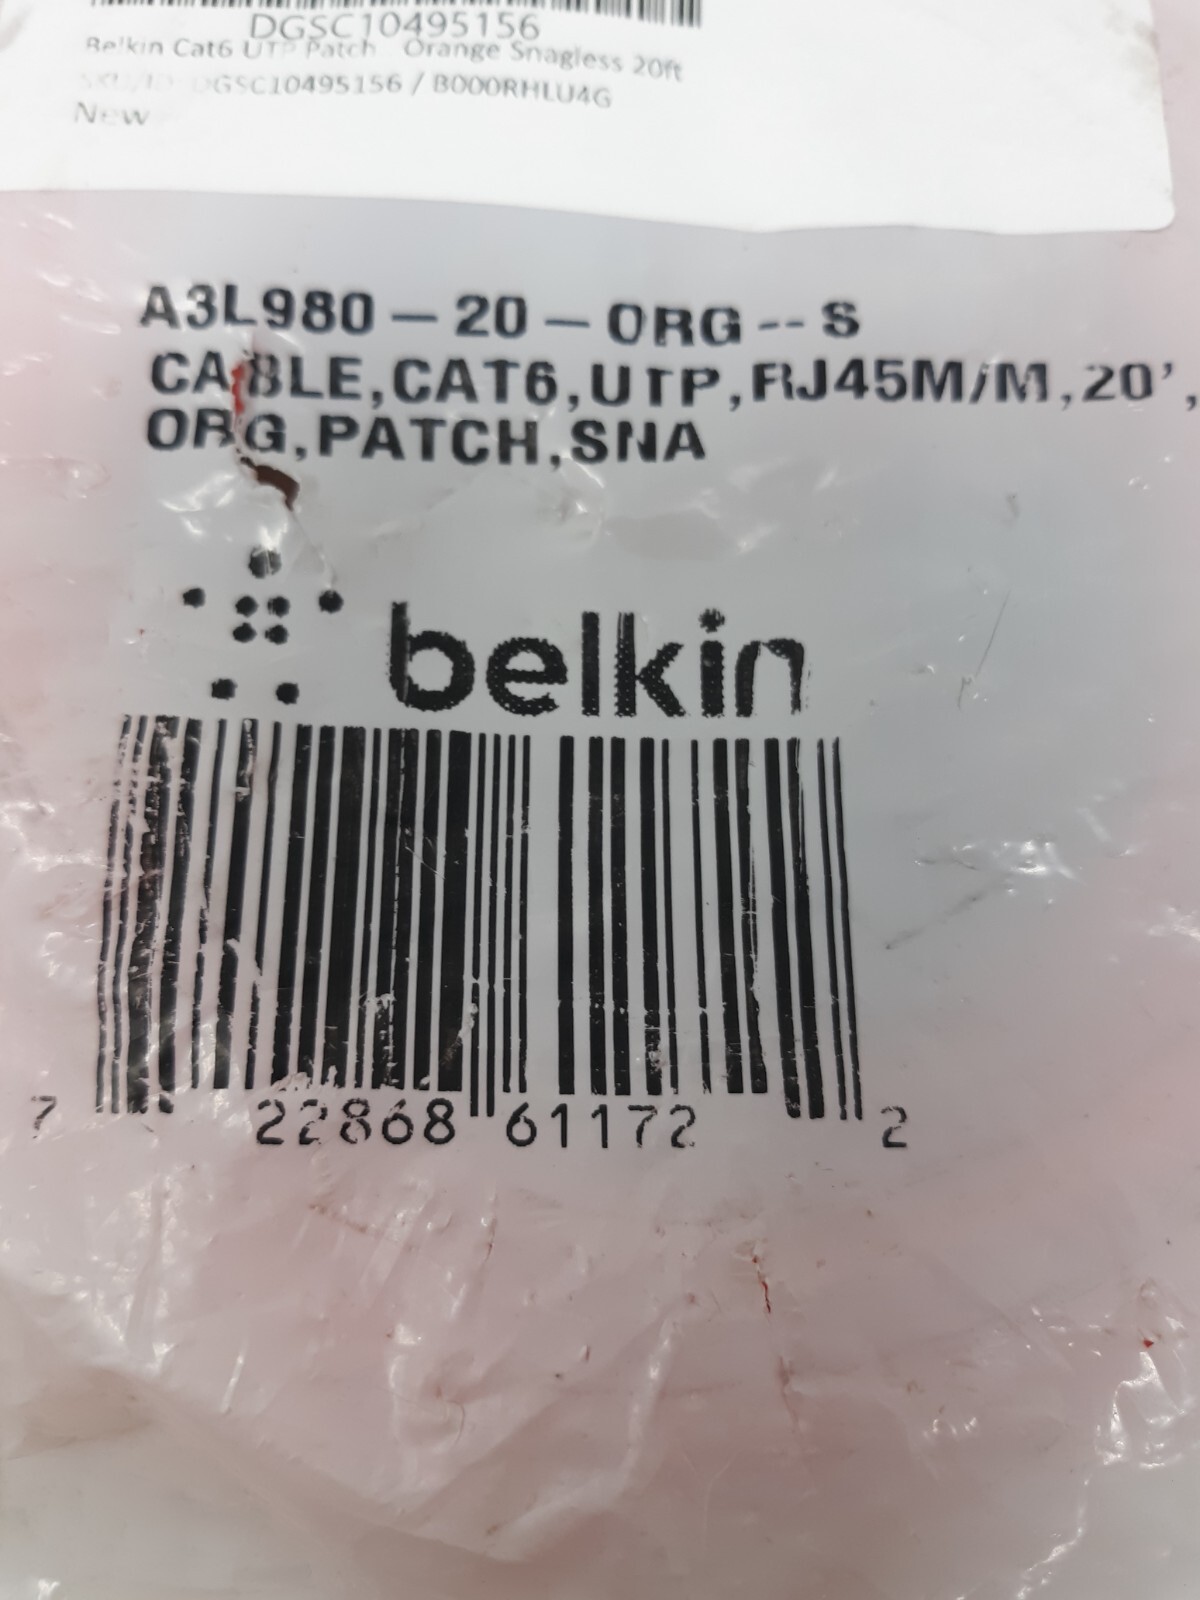 DGSC10495156
Belkin Cat6 UTP Patch Orange Snagless 20ft
DGSC10495156 / B000RHLU4G
New
A3L980-20-ORG--S
CABLE,CAT6,UTP,RJ45M/M,20',
ORG,PATCH,SNA
belkin
7 22868 61172 2